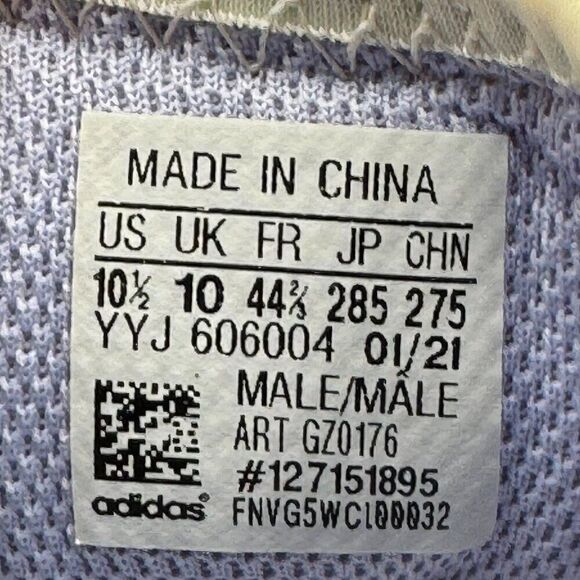 MADE IN CHINA
US UK FR JP CHN
10½ 10 44⅔ 285 275
YYJ 606004 01/21
MALE/MÂLE
ART GZ0176
#127151895
adidas® FNVG5WCL00032